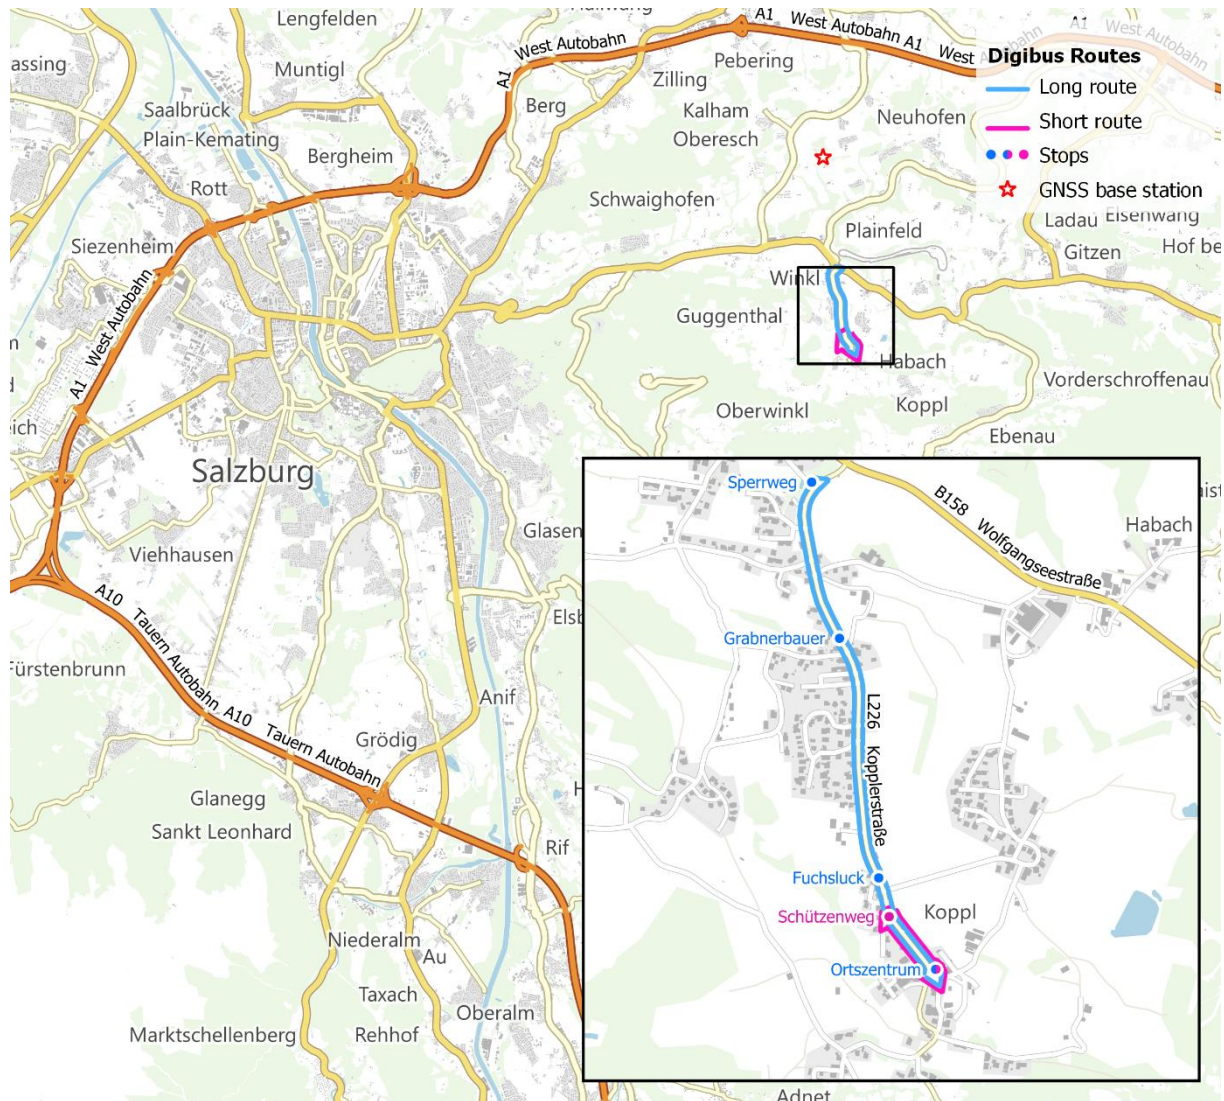 Lengfelden
Hallwang
A1 West Autobahn A1 West Autobahn
A1 West Autobahn
A1 West Autobahn
Muntigl
Zilling
Pebering
Digibus Routes
Long route
Short route
Stops
GNSS base station
Saalbrück
Plain-Kemating
Berg
Kalham
Oberesch
Neuhofen
Bergheim
Rott
Schwaighofen
Ladau
Eisenwang
Siezenheim
Plainfeld
Gitzen
Hof be
A1 West Autobahn
Winkl
Guggenthal
Habach
Vorderschroffenau
Oberwinkl
Koppl
Ebenau
eich
Salzburg
Sperrweg
B158 Wolfgangseestraße
Habach
Glasen
Viehhausen
A10 Tauern Autobahn A10 Tauern Autobahn
Elsb
Grabnerbauer
Fürstenbrunn
Anif
L226 Kopplerstraße
Grödig
Glanegg
Sankt Leonhard
Rif
Fuchsluck
Schützenweg
Koppl
Niederalm
Au
Ortszentrum
Taxach
Oberalm
Marktschellenberg
Rehhof
Adnet